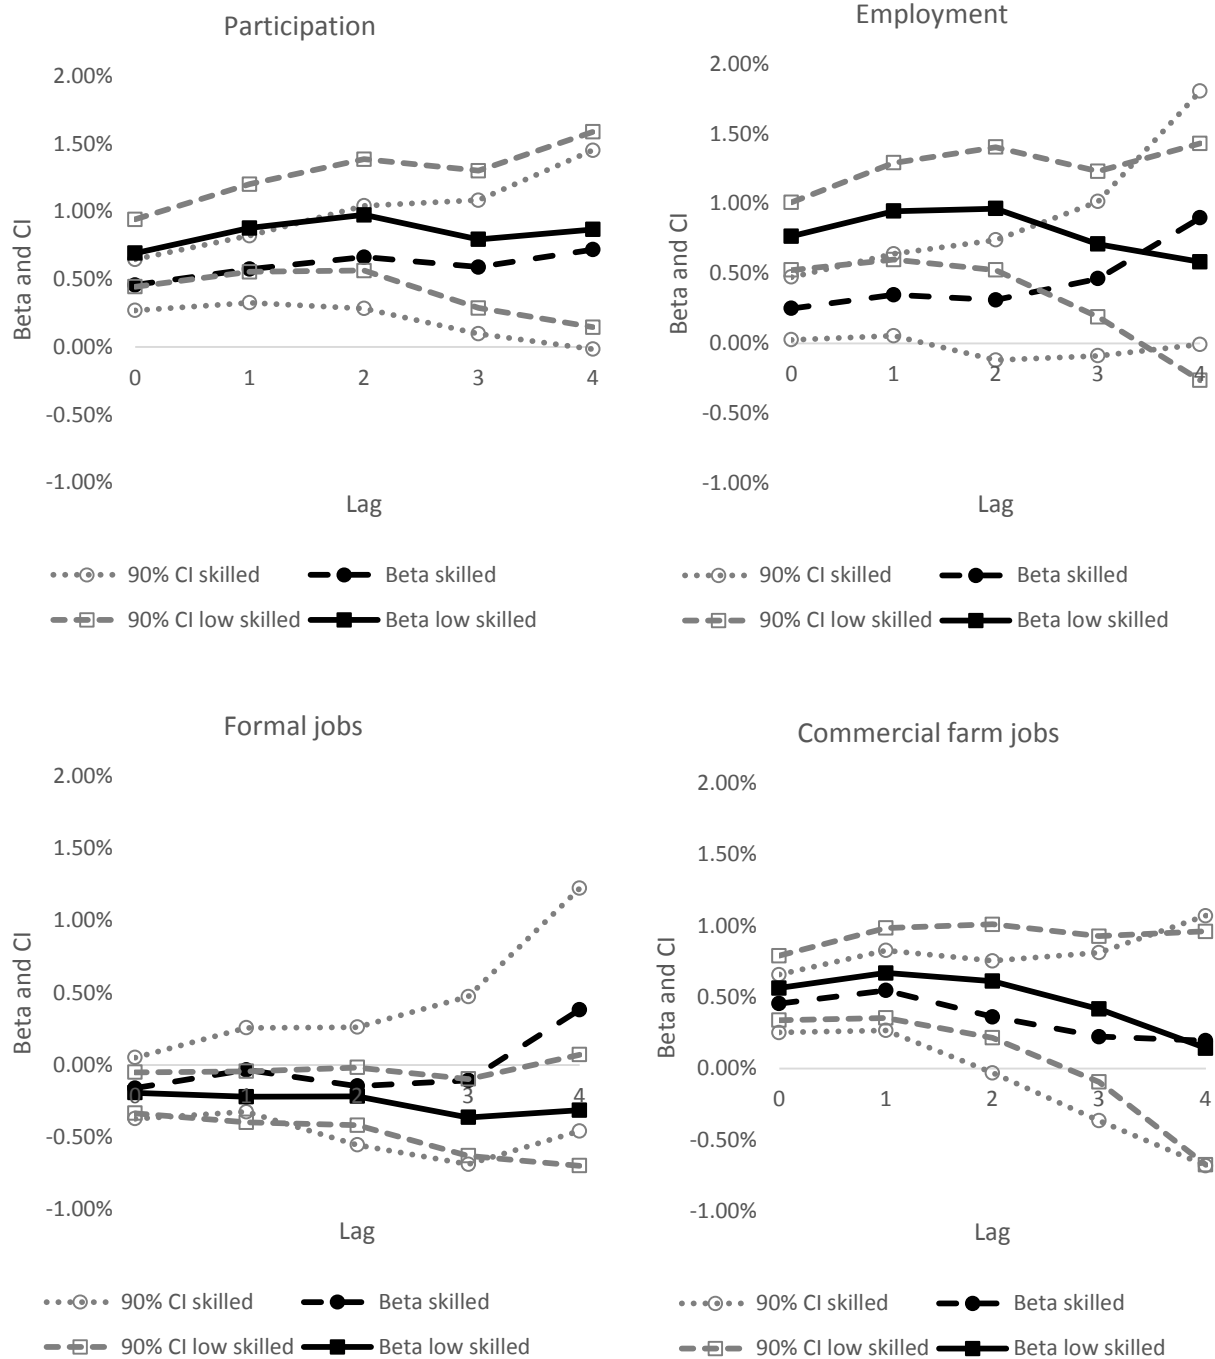 Participation
2.00%
1.50%
1.00%
0.50%
0.00%
-0.50%
-1.00%
Beta and CI
0 1 2 3 4
Lag
90% CI skilled Beta skilled
90% CI low skilled Beta low skilled
Employment
2.00%
1.50%
1.00%
0.50%
0.00%
-0.50%
-1.00%
Beta and CI
0 1 2 3 4
Lag
90% CI skilled Beta skilled
90% CI low skilled Beta low skilled
Formal jobs
2.00%
1.50%
1.00%
0.50%
0.00%
-0.50%
-1.00%
Beta and CI
0 1 2 3 4
Lag
90% CI skilled Beta skilled
90% CI low skilled Beta low skilled
Commercial farm jobs
2.00%
1.50%
1.00%
0.50%
0.00%
-0.50%
-1.00%
Beta and CI
0 1 2 3 4
Lag
90% CI skilled Beta skilled
90% CI low skilled Beta low skilled